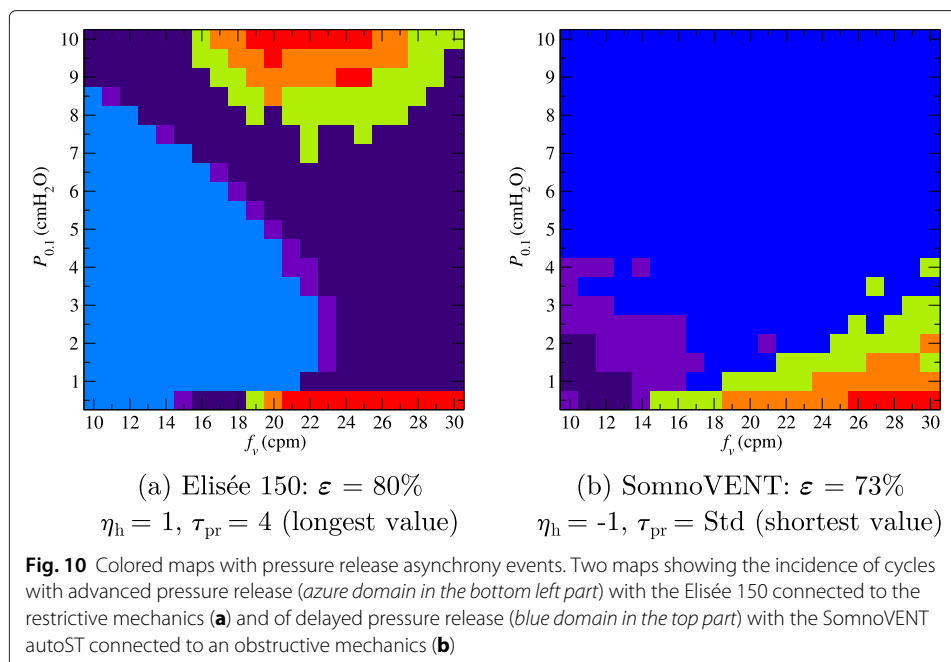 10
9
8
7
6
5
4
3
2
1
P0.1 (cmH2O)
10 12 14 16 18 20 22 24 26 28 30
fv (cpm)
10
9
8
7
6
5
4
3
2
1
P0.1 (cmH2O)
10 12 14 16 18 20 22 24 26 28 30
fv (cpm)
(a) Elisée 150: ε = 80%
ηh = 1, τpr = 4 (longest value)
(b) SomnoVENT: ε = 73%
ηh = -1, τpr = Std (shortest value)
Fig. 10 Colored maps with pressure release asynchrony events. Two maps showing the incidence of cycles
with advanced pressure release (azure domain in the bottom left part) with the Elisée 150 connected to the
restrictive mechanics (a) and of delayed pressure release (blue domain in the top part) with the SomnoVENT
autoST connected to an obstructive mechanics (b)